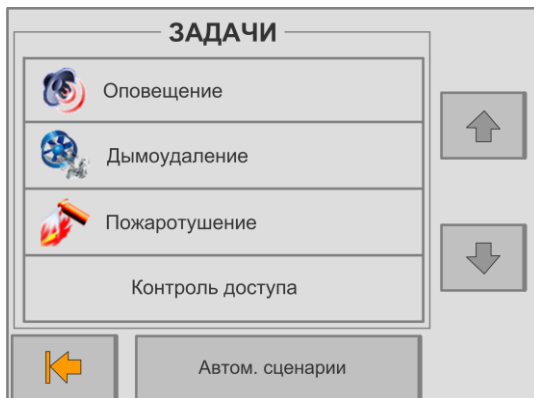 ЗАДАЧИ
Оповещение
Дымоудаление
Пожаротушение
Контроль доступа
Автом. сценарии